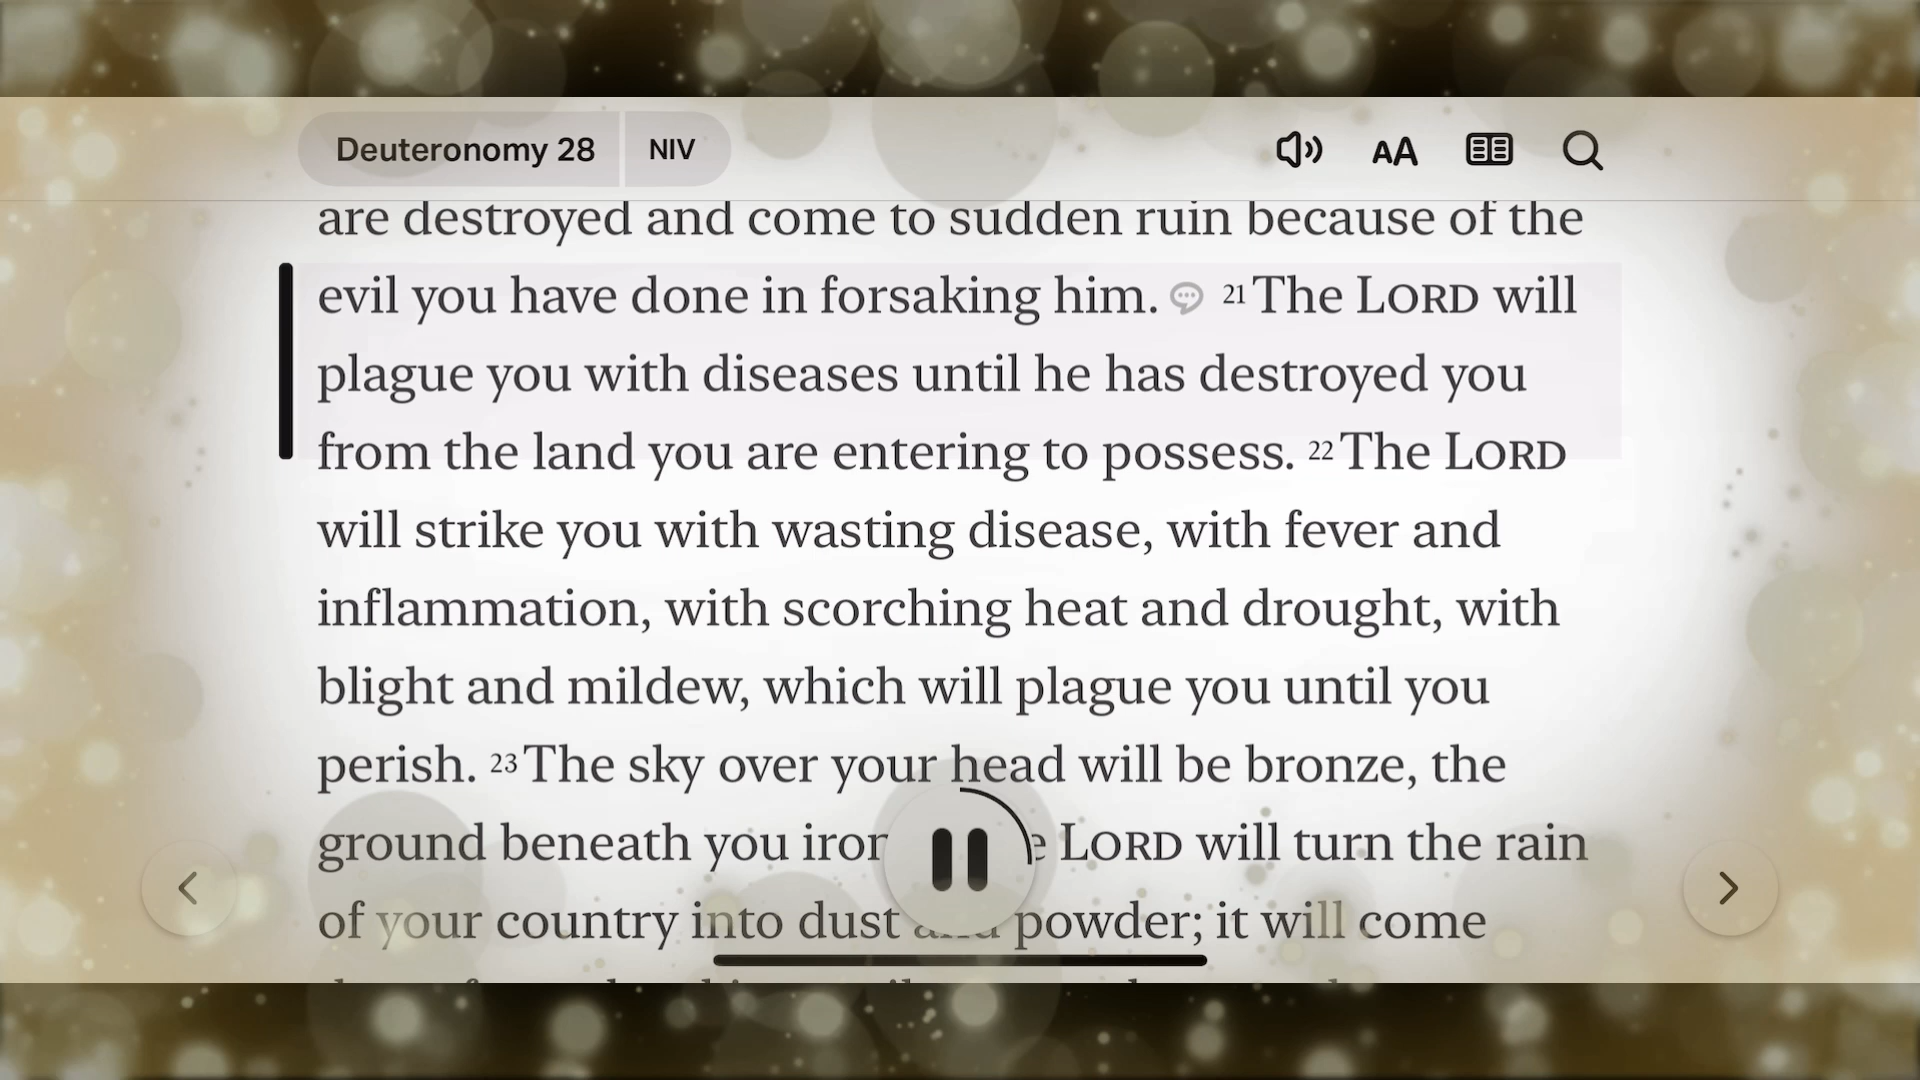 Deuteronomy 28 NIV AA
are destroyed and come to sudden ruin because of the
evil you have done in forsaking him. 21 The LORD will
plague you with diseases until he has destroyed you
from the land you are entering to possess. 22 The LORD
will strike you with wasting disease, with fever and
inflammation, with scorching heat and drought, with
blight and mildew, which will plague you until you
perish. 23 The sky over your head will be bronze, the
ground beneath you LORD will turn the rain
of your country into dust powder; it will come